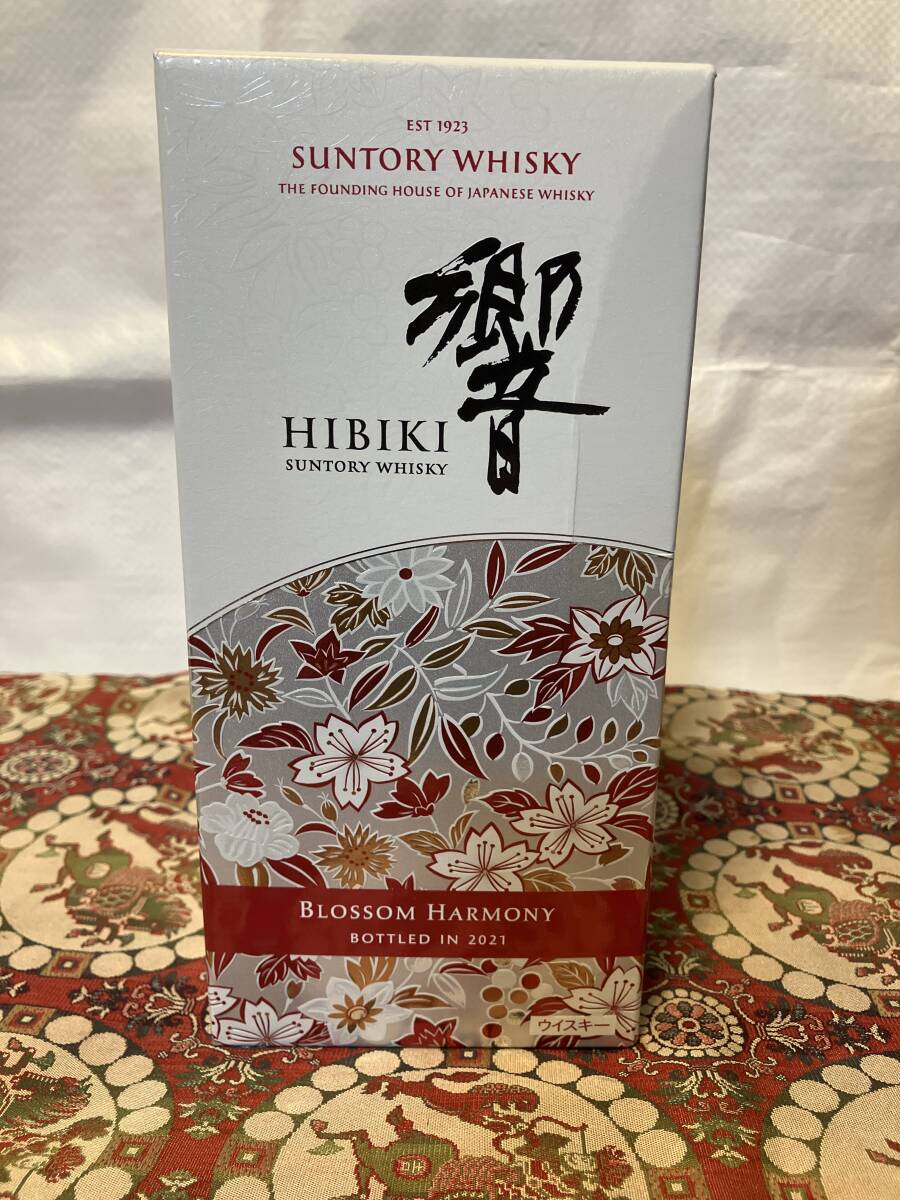 EST 1923
SUNTORY WHISKY
THE FOUNDING HOUSE OF JAPANESE WHISKY
響
HIBIKI
SUNTORY WHISKY
BLOSSOM HARMONY
BOTTLED IN 2021
ウイスキー